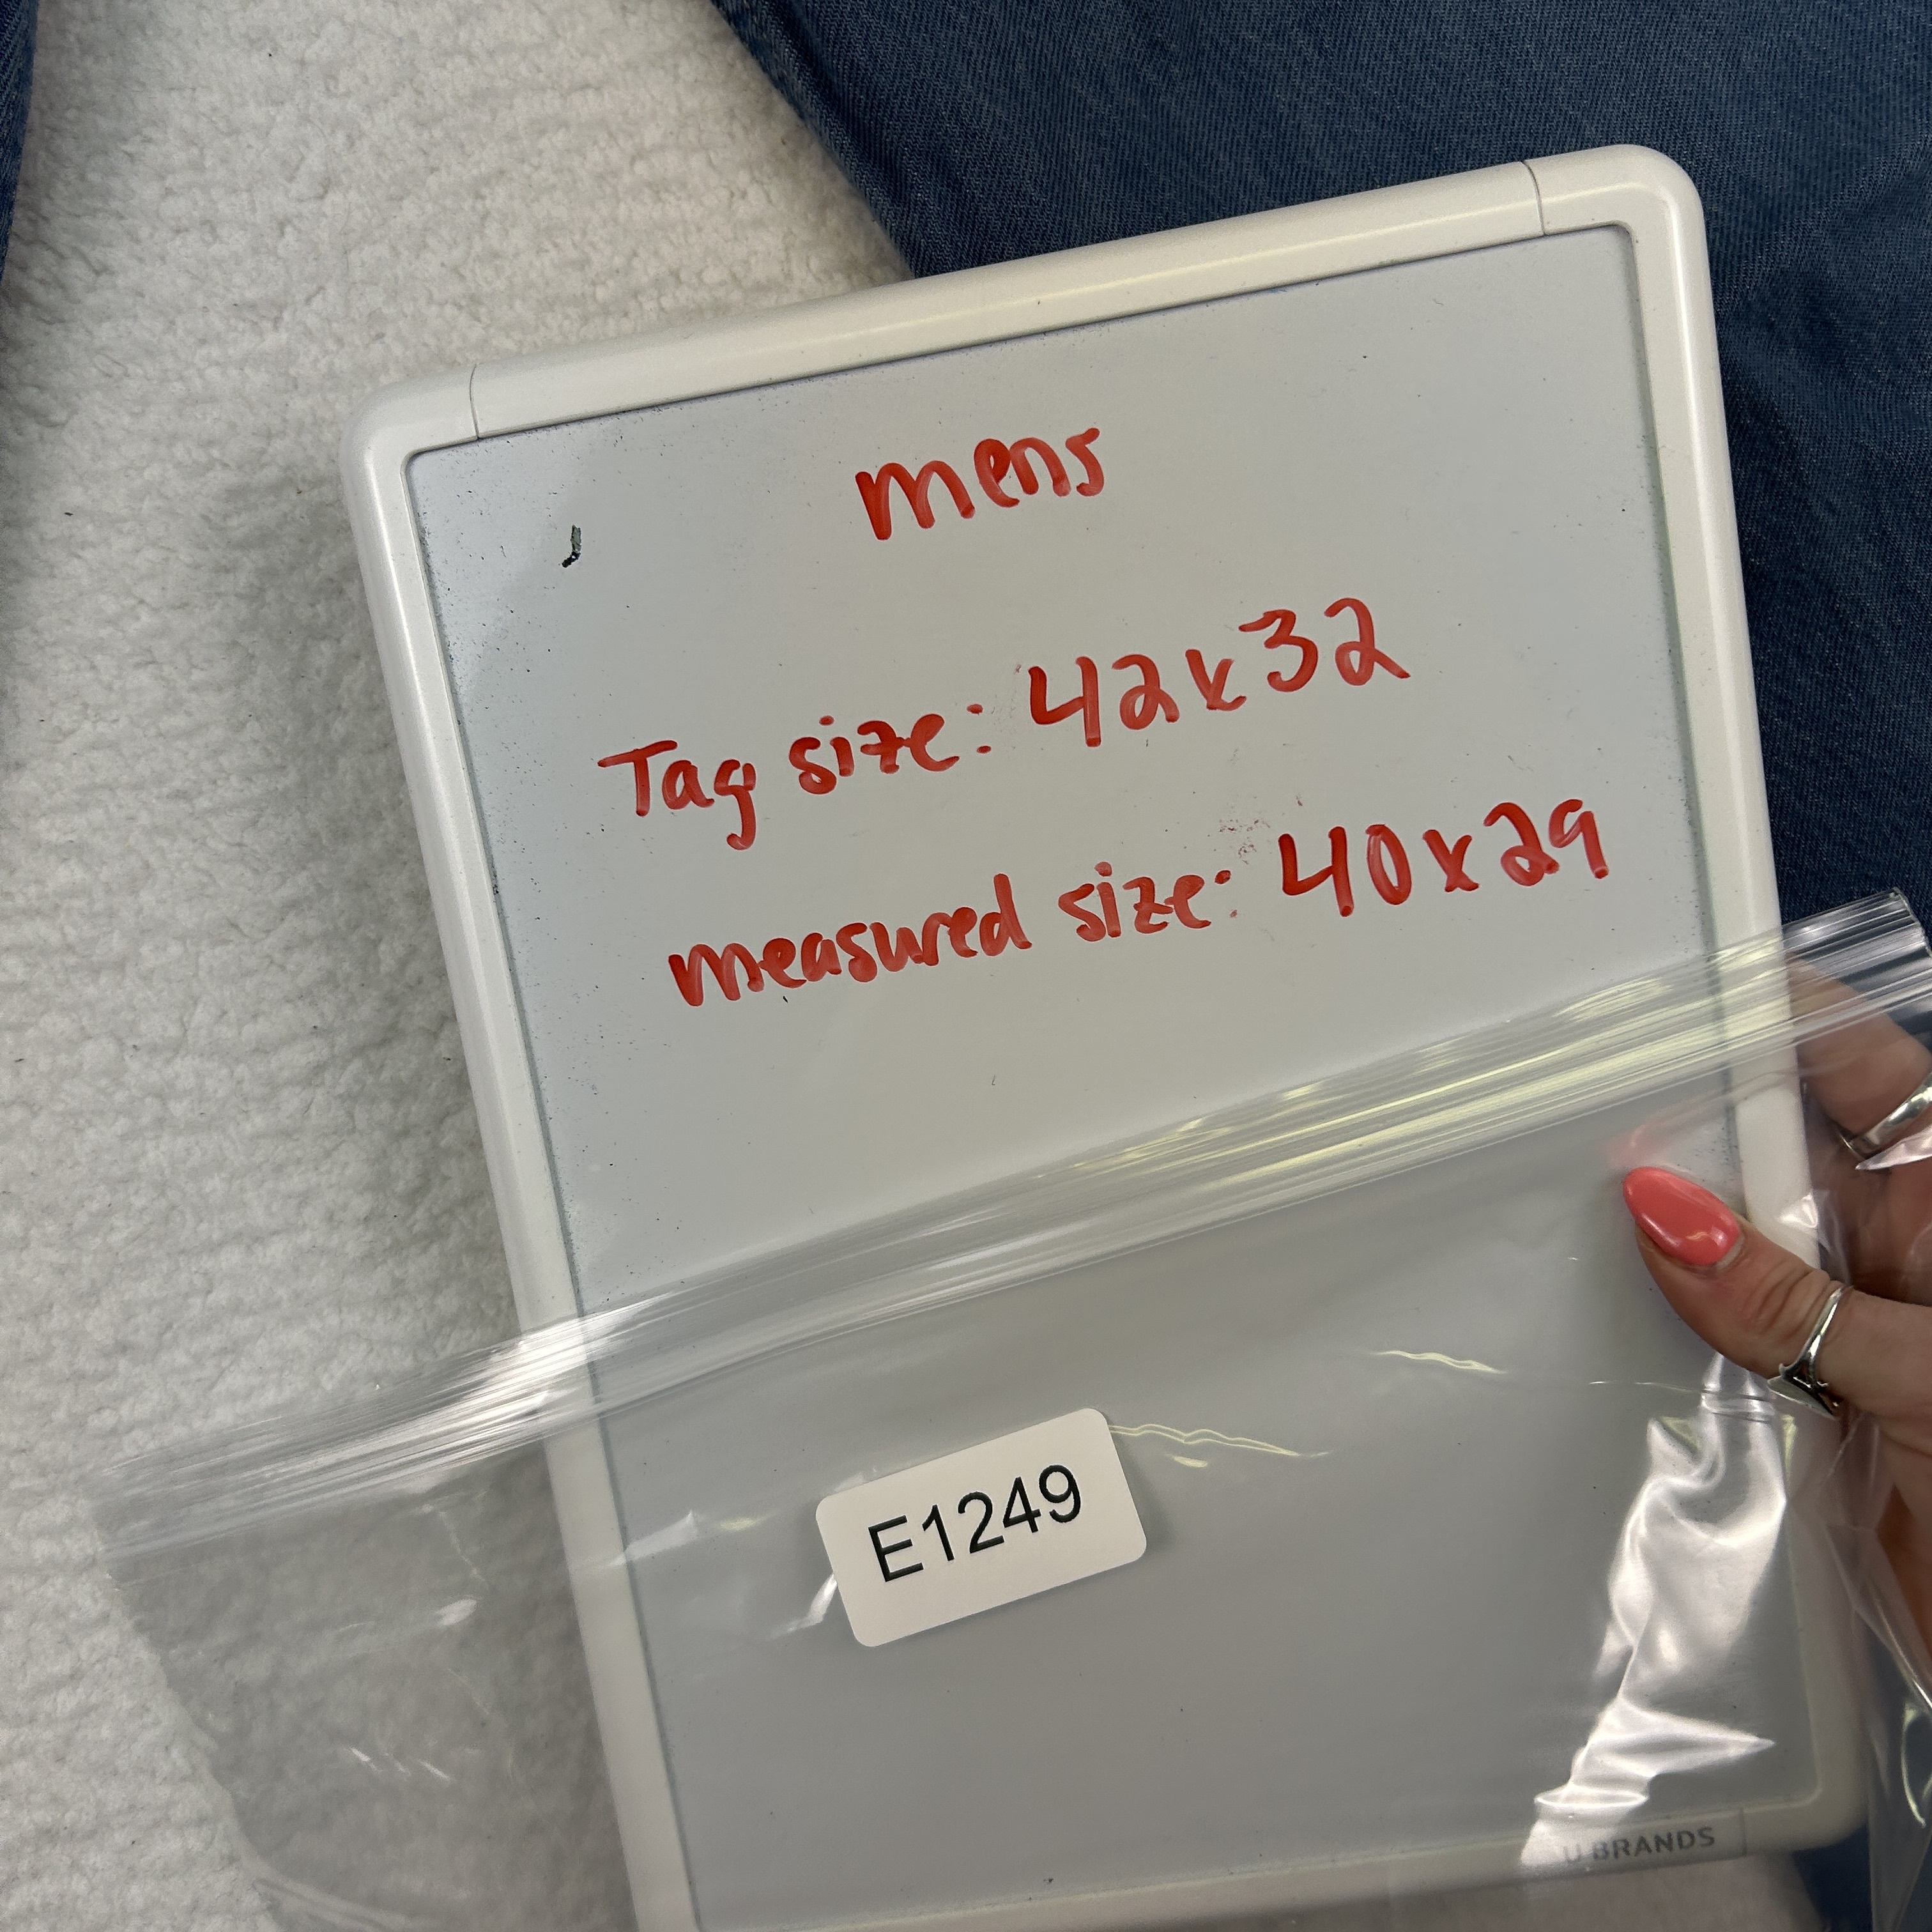 mens
Tag size: 42x32
measured size: 40x29
E1249
U BRANDS